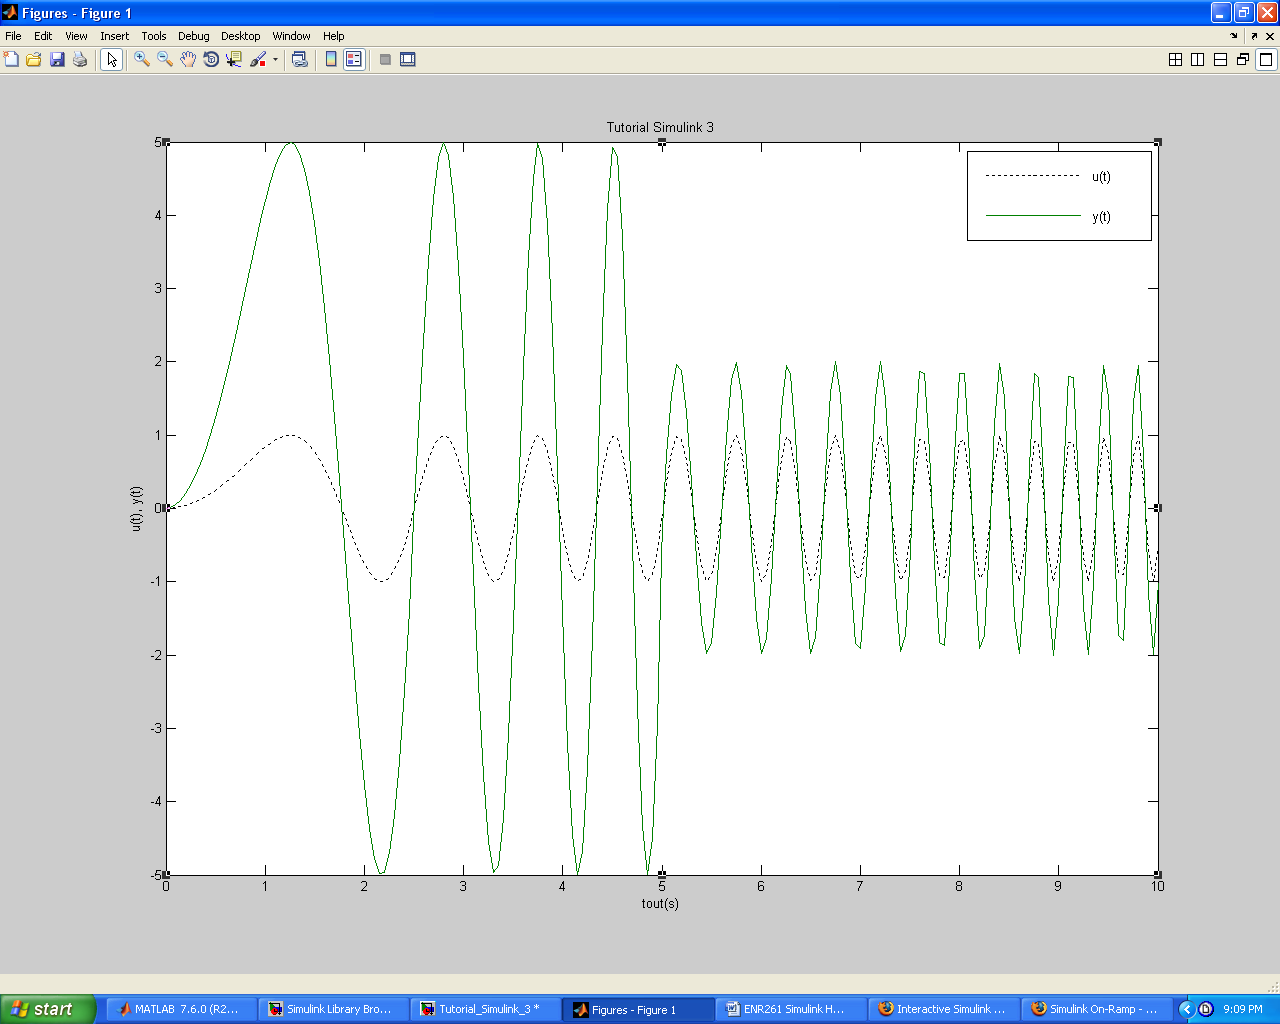 Figures - Figure 1
File Edit View Insert Tools Debug Desktop Window Help
Tutorial Simulink 3
u(t)
y(t)
5
4
3
2
1
0
-1
-2
-3
-4
-5
u(t), y(t)
0 1 2 3 4 5 6 7 8 9 10
tout(s)
start MATLAB 7.6.0 (R2... Simulink Library Bro... Tutorial_Simulink_3 * Figures - Figure 1 ENR261 Simulink H... Interactive Simulink ... Simulink On-Ramp - ... 9:09 PM